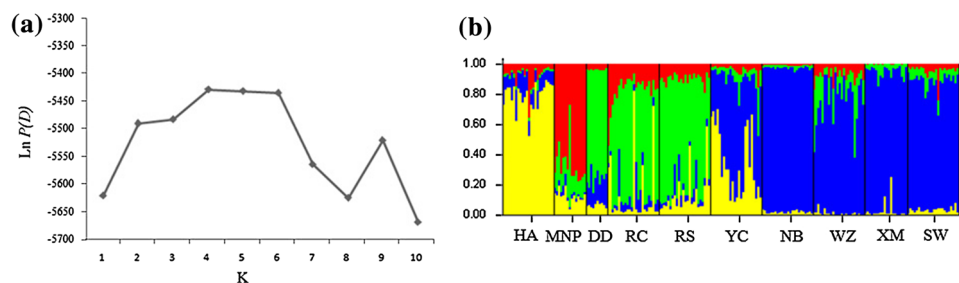 (a)
Ln P(D)
-5300
-5350
-5400
-5450
-5500
-5550
-5600
-5650
-5700
1 2 3 4 5 6 7 8 9 10
K
(b)
1.00
0.80
0.60
0.40
0.20
0.00
HA MNP DD RC RS YC NB WZ XM SW